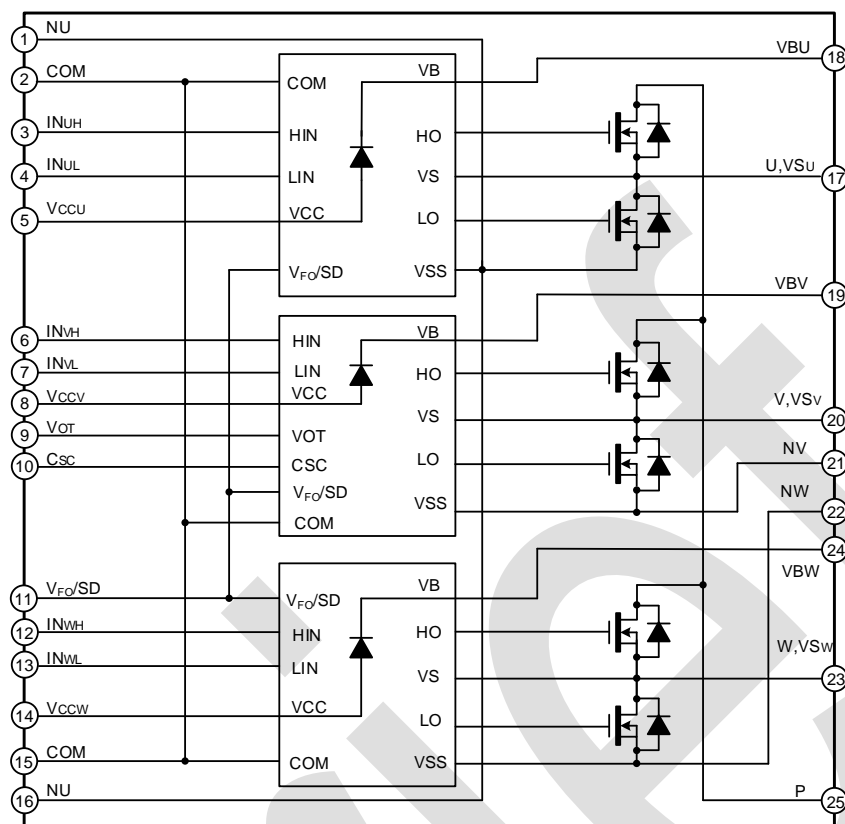 1 NU
2 COM
3 INUH
4 INUL
5 VCCU
6 INVH
7 INVL
8 VCCV
9 VOT
10 CSC
11 VFO/SD
12 INWH
13 INWL
14 VCCW
15 COM
16 NU
COM
HIN
LIN
VCC
VFO/SD
VB
HO
VS
LO
VSS
HIN
LIN
VCC
VOT
CSC
VFO/SD
COM
VB
HO
VS
LO
VSS
VFO/SD
HIN
LIN
VCC
COM
VB
HO
VS
LO
VSS
VBU 18
U,VSU 17
VBV 19
V,VSV 20
NV 21
NW 22
VBW 24
W,VSW 23
P 25